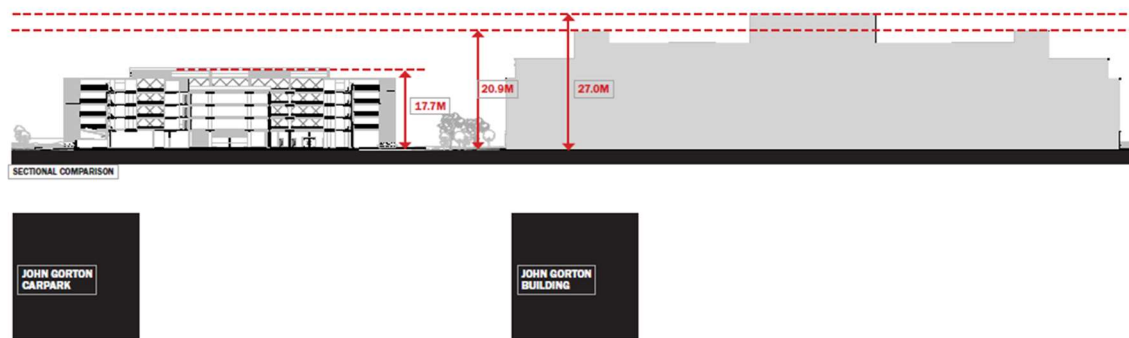 17.7M
20.9M
27.0M
SECTIONAL COMPARISON
JOHN GORTON
CARPARK
JOHN GORTON
BUILDING